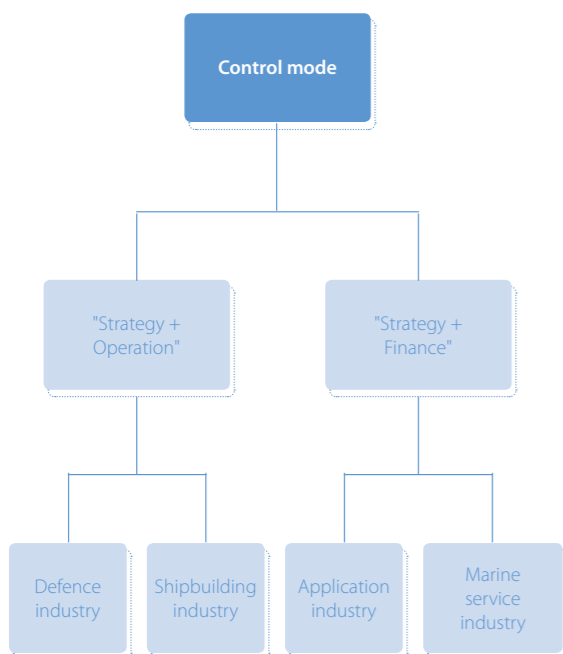 Control mode
"Strategy +
Operation"
"Strategy +
Finance"
Defence
industry
Shipbuilding
industry
Application
industry
Marine
service
industry